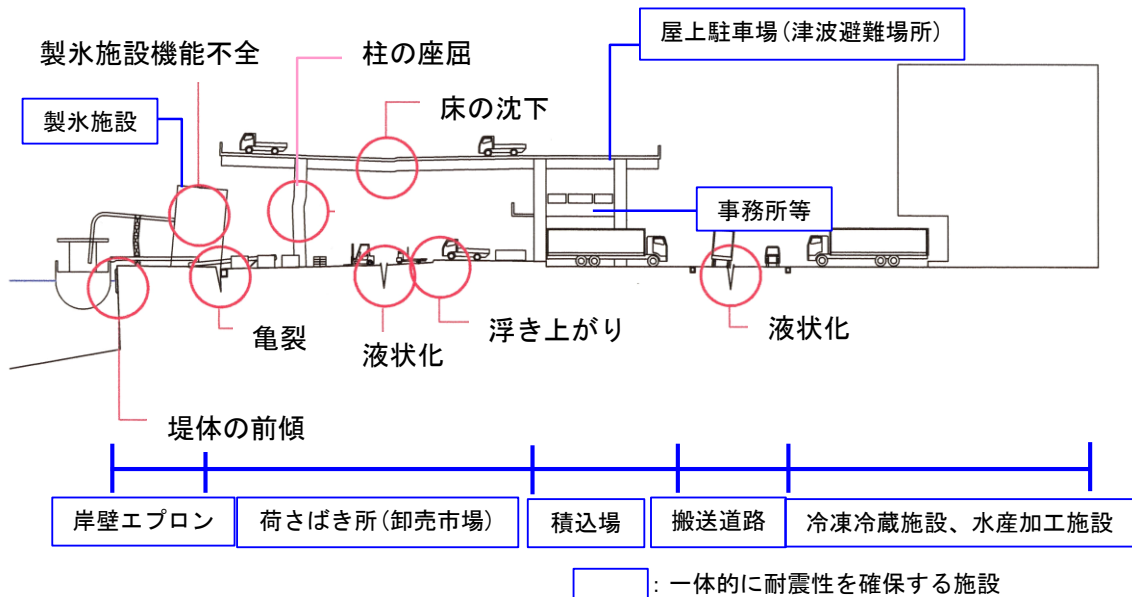 屋上駐車場(津波避難場所)
製氷施設機能不全
柱の座屈
床の沈下
製氷施設
事務所等
亀裂
液状化
浮き上がり
液状化
堤体の前傾
岸壁エプロン
荷さばき所(卸売市場)
積込場
搬送道路
冷凍冷蔵施設、水産加工施設
：一体的に耐震性を確保する施設